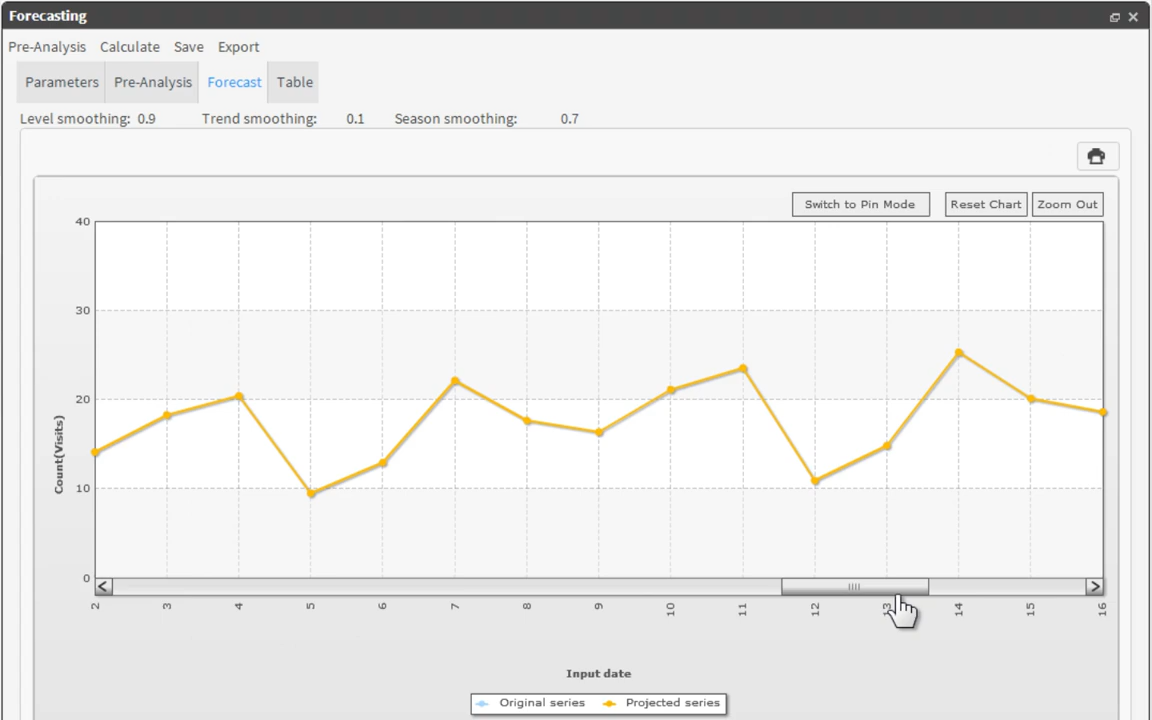 Forecasting
Pre-Analysis Calculate Save Export
Parameters Pre-Analysis Forecast Table
Level smoothing: 0.9 Trend smoothing: 0.1 Season smoothing: 0.7
Switch to Pin Mode Reset Chart Zoom Out
40
30
20
10
0
Count(Visits)
2 3 4 5 6 7 8 9 10 11 12 13 14 15 16
Input date
Original series Projected series